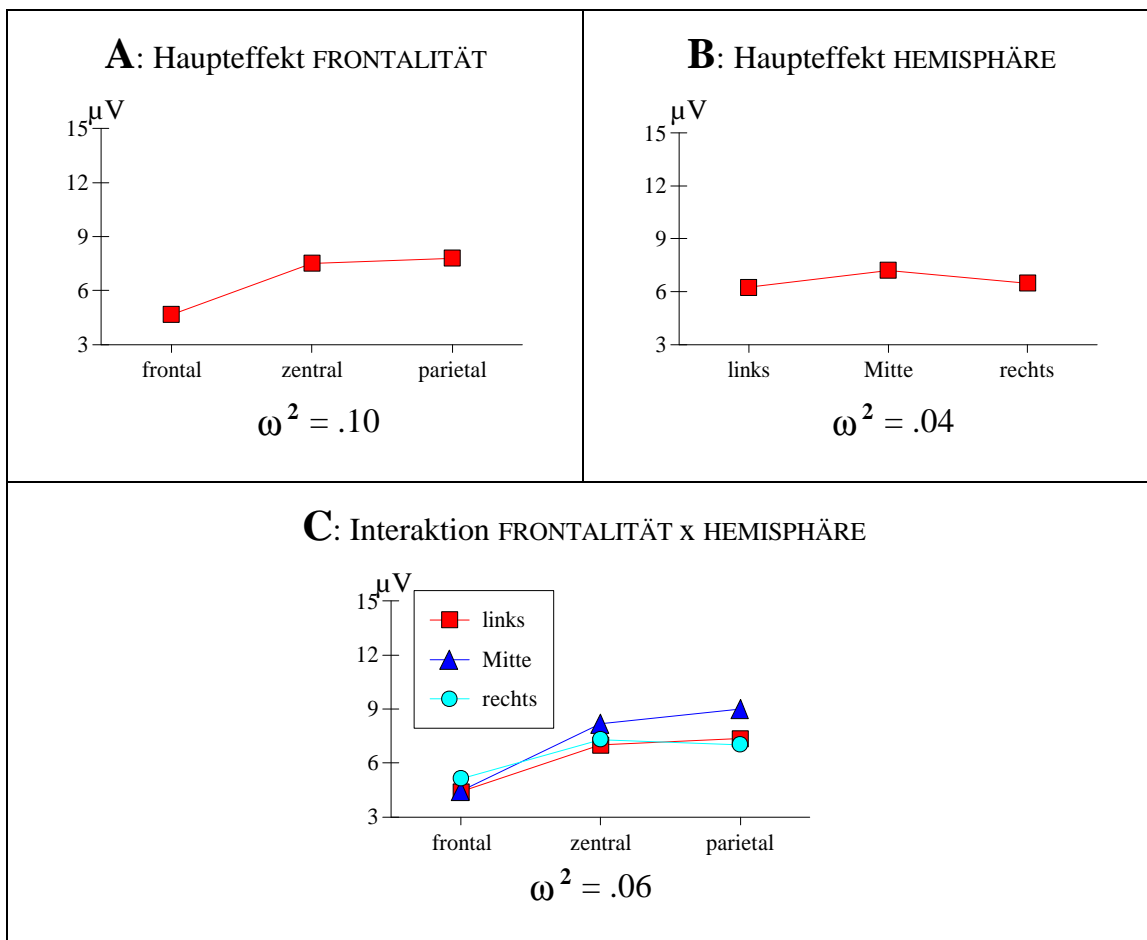 A: Haupteffekt FRONTALITÄT
µV
15
12
9
6
3
frontal zentral parietal
ω² = .10
B: Haupteffekt HEMISPHÄRE
µV
15
12
9
6
3
links Mitte rechts
ω² = .04
C: Interaktion FRONTALITÄT x HEMISPHÄRE
µV
15
12
9
6
3
links
Mitte
rechts
frontal zentral parietal
ω² = .06